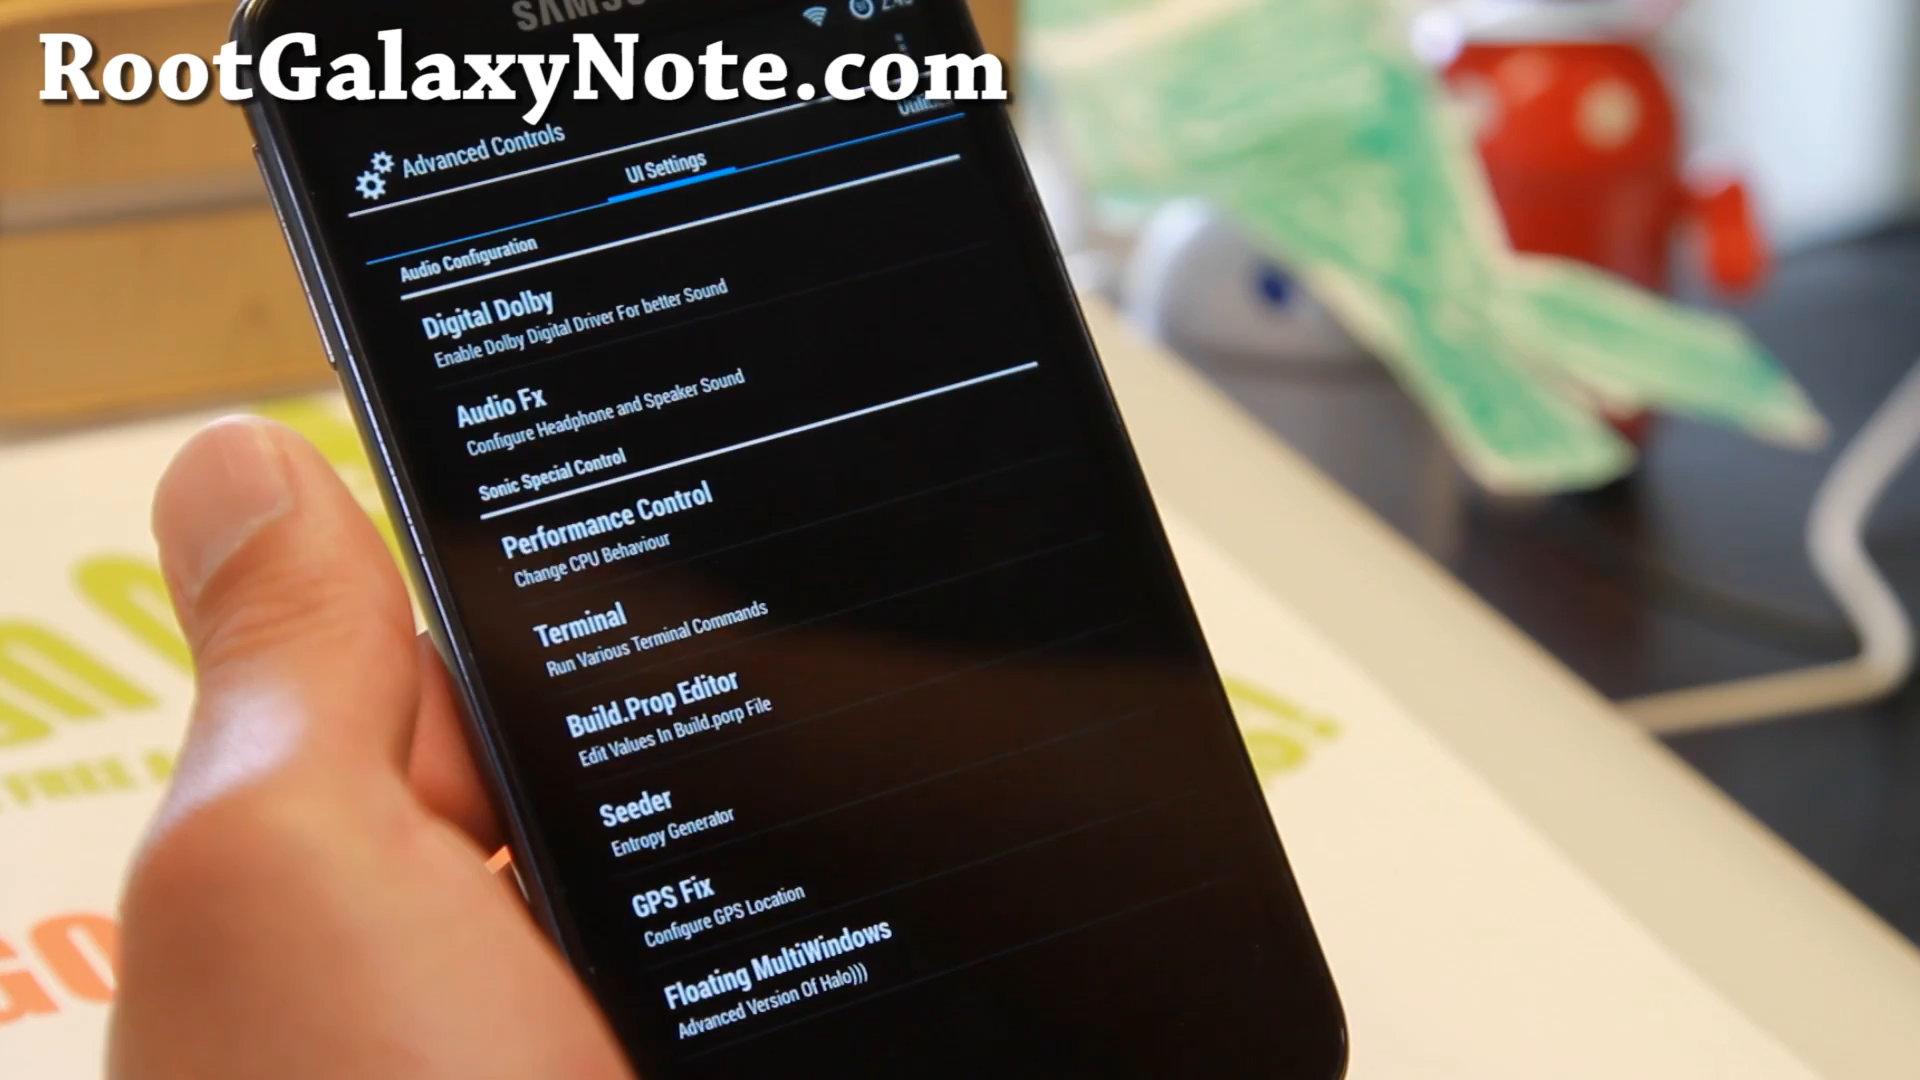 SAMSU
RootGalaxyNote.com
Advanced Controls
UI Settings
Audio Configuration
Digital Dolby
Enable Dolby Digital Driver For better Sound
Audio Fx
Configure Headphone and Speaker Sound
Sonic Special Control
Performance Control
Change CPU Behaviour
Terminal
Run Various Terminal Commands
Build.Prop Editor
Edit Values In Build.porp File
Seeder
Entropy Generator
GPS Fix
Configure GPS Location
Floating MultiWindows
Advanced Version Of Halo)))
FREE
GO